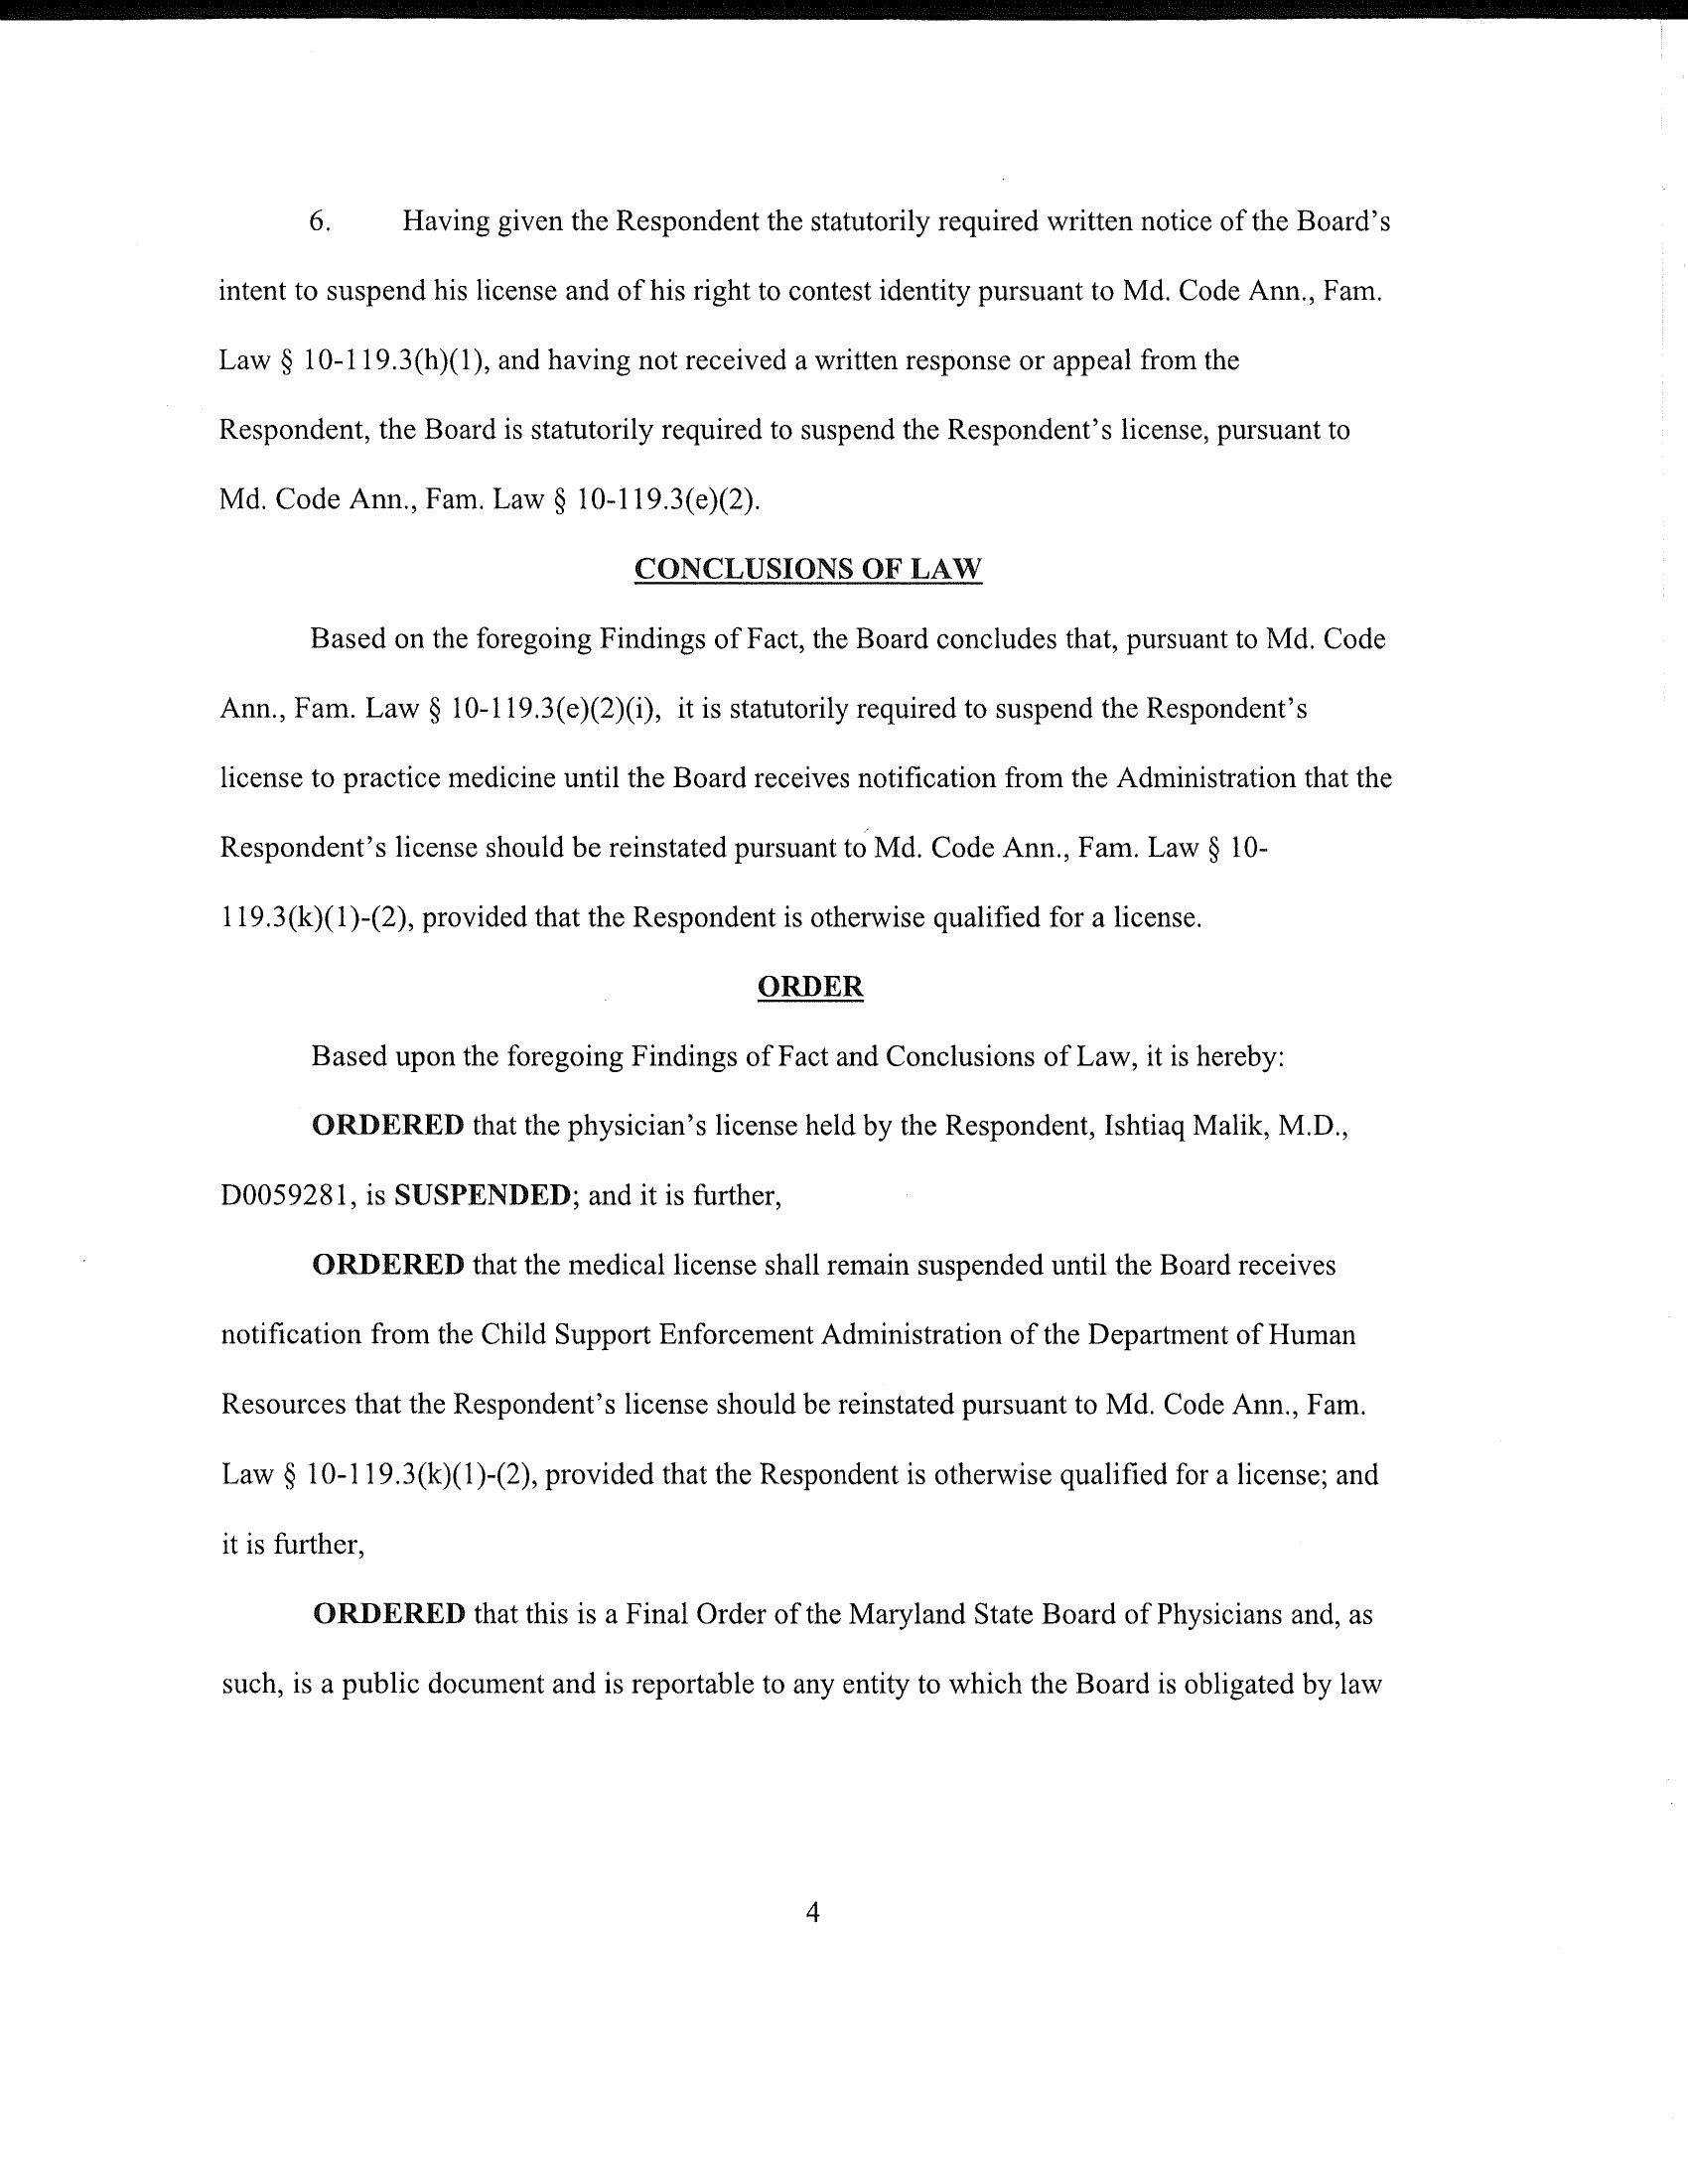 6. Having given the Respondent the statutorily required written notice of the Board's
intent to suspend his license and of his right to contest identity pursuant to Md. Code Ann., Fam.
Law § 10-119.3(h)(1), and having not received a written response or appeal from the
Respondent, the Board is statutorily required to suspend the Respondent's license, pursuant to
Md. Code Ann., Fam. Law § 10-119.3(e)(2).
CONCLUSIONS OF LAW
Based on the foregoing Findings of Fact, the Board concludes that, pursuant to Md. Code
Ann., Fam. Law § 10-119.3(e)(2)(i), it is statutorily required to suspend the Respondent's
license to practice medicine until the Board receives notification from the Administration that the
Respondent's license should be reinstated pursuant to Md. Code Ann., Fam. Law § 10-
119.3(k)(1)-(2), provided that the Respondent is otherwise qualified for a license.
ORDER
Based upon the foregoing Findings of Fact and Conclusions of Law, it is hereby:
ORDERED that the physician's license held by the Respondent, Ishtiaq Malik, M.D.,
D0059281, is SUSPENDED; and it is further,
ORDERED that the medical license shall remain suspended until the Board receives
notification from the Child Support Enforcement Administration of the Department of Human
Resources that the Respondent's license should be reinstated pursuant to Md. Code Ann., Fam.
Law § 10-119.3(k)(1)-(2), provided that the Respondent is otherwise qualified for a license; and
it is further,
ORDERED that this is a Final Order of the Maryland State Board of Physicians and, as
such, is a public document and is reportable to any entity to which the Board is obligated by law
4